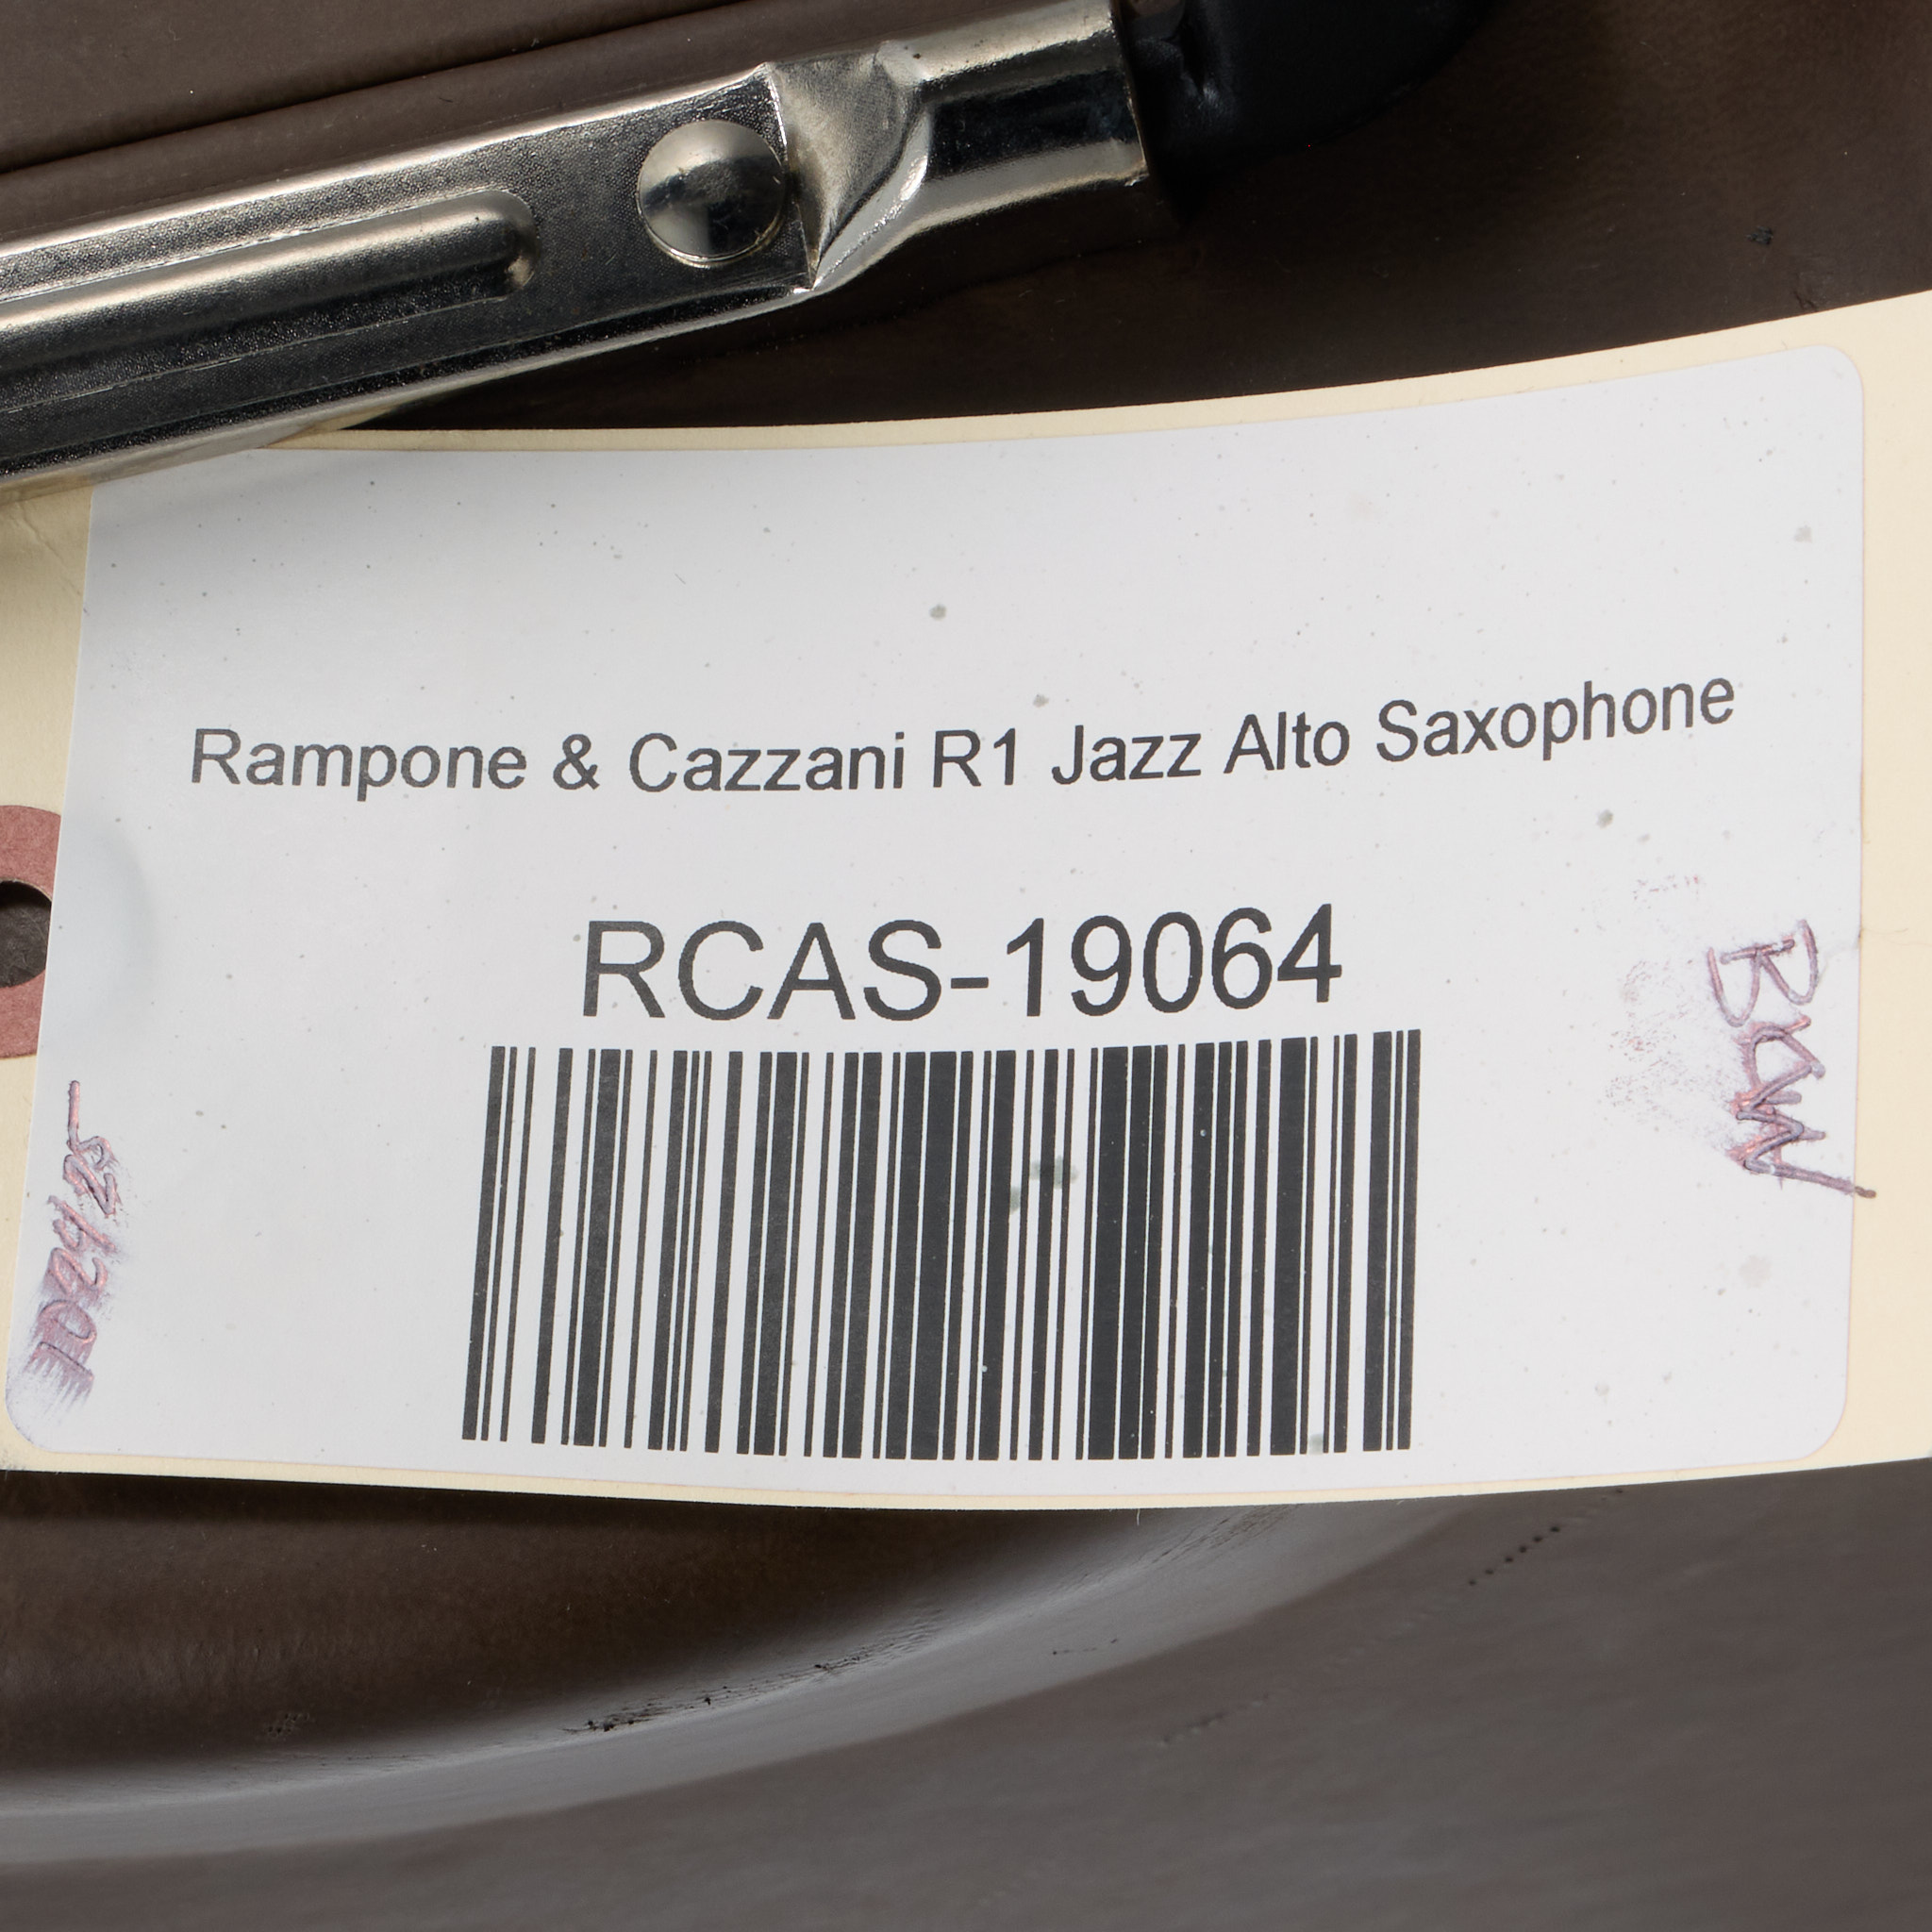 Rampone & Cazzani R1 Jazz Alto Saxophone
RCAS-19064